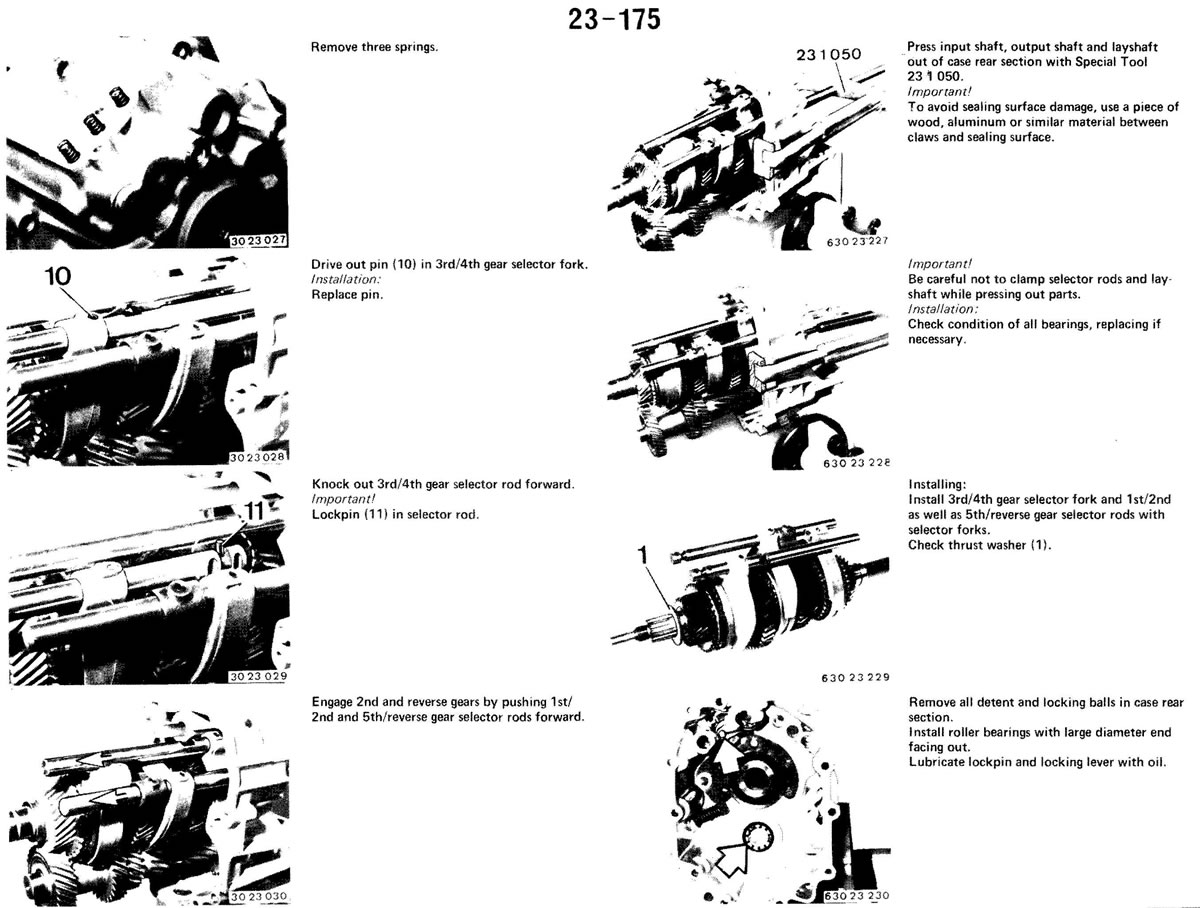 23-175
Remove three springs.
30 23 027
10
Drive out pin (10) in 3rd/4th gear selector fork.
Installation:
Replace pin.
30 23 028
11
Knock out 3rd/4th gear selector rod forward.
Important!
Lockpin (11) in selector rod.
30 23 029
Engage 2nd and reverse gears by pushing 1st/
2nd and 5th/reverse gear selector rods forward.
30 23 030
231050
Press input shaft, output shaft and layshaft
out of case rear section with Special Tool
23 1 050.
Important!
To avoid sealing surface damage, use a piece of
wood, aluminum or similar material between
claws and sealing surface.
630 23 227
Important!
Be careful not to clamp selector rods and lay-
shaft while pressing out parts.
Installation:
Check condition of all bearings, replacing if
necessary.
630 23 228
1
Installing:
Install 3rd/4th gear selector fork and 1st/2nd
as well as 5th/reverse gear selector rods with
selector forks.
Check thrust washer (1).
630 23 229
Remove all detent and locking balls in case rear
section.
Install roller bearings with large diameter end
facing out.
Lubricate lockpin and locking lever with oil.
630 23 230